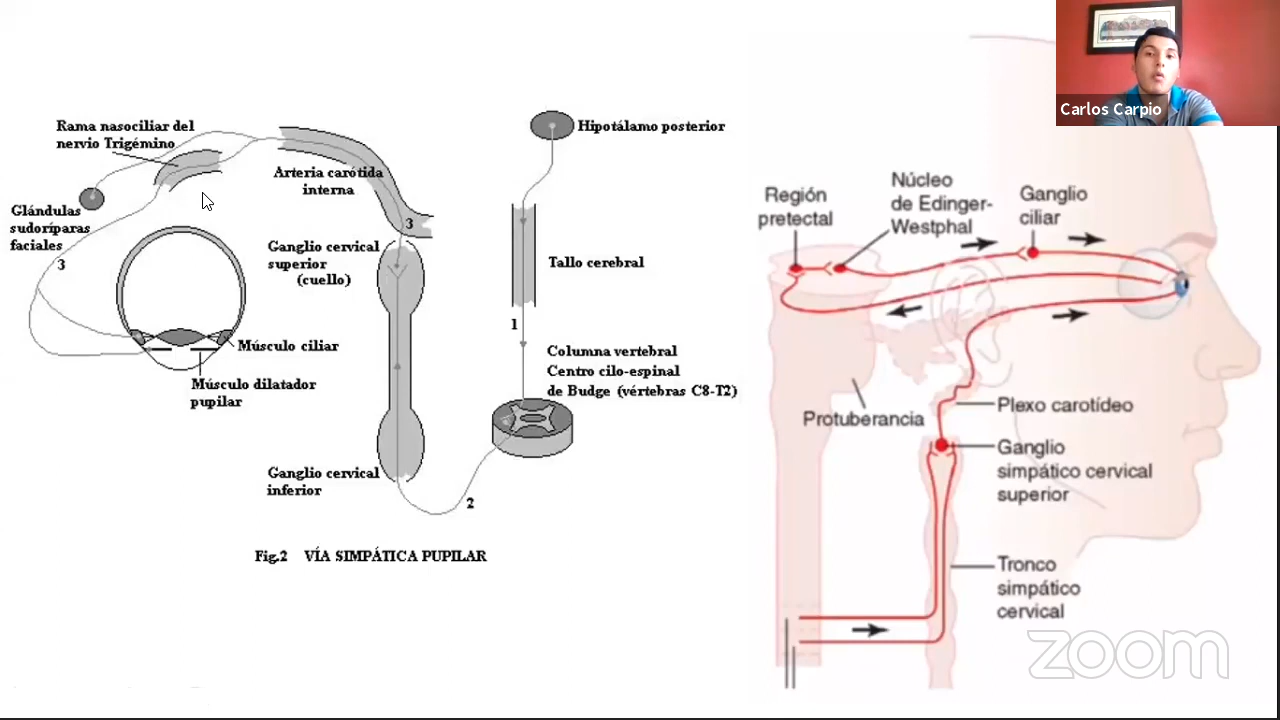 Carlos Carpio
Rama nasociliar del
nervio Trigémino
Glándulas
sudoríparas
faciales
3
Arteria carótida
interna
3
Ganglio cervical
superior
(cuello)
Músculo ciliar
Músculo dilatador
pupilar
Ganglio cervical
inferior
2
Hipotálamo posterior
Tallo cerebral
1
Columna vertebral
Centro cilo-espinal
de Budge (vértebras C8-T2)
Fig.2 VÍA SIMPÁTICA PUPILAR
Región
pretectal
Núcleo
de Edinger-
Westphal
Ganglio
ciliar
Protuberancia
Plexo carotídeo
Ganglio
simpático cervical
superior
Tronco
simpático
cervical
zoom